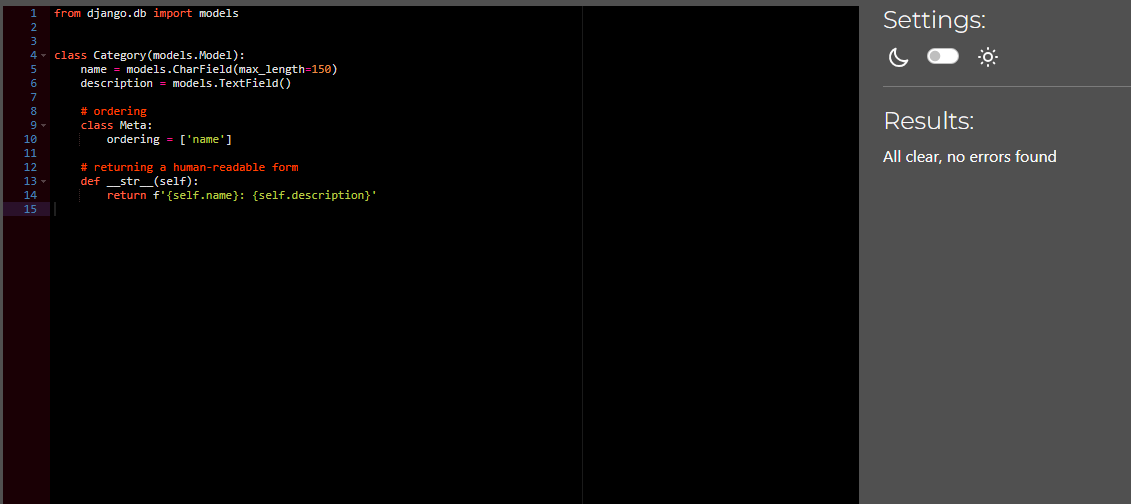 1 from django.db import models
2
3
4 class Category(models.Model):
5     name = models.CharField(max_length=150)
6     description = models.TextField()
7
8     # ordering
9     class Meta:
10         ordering = ['name']
11
12     # returning a human-readable form
13     def __str__(self):
14         return f'{self.name}: {self.description}'
15
Settings:
Results:
All clear, no errors found